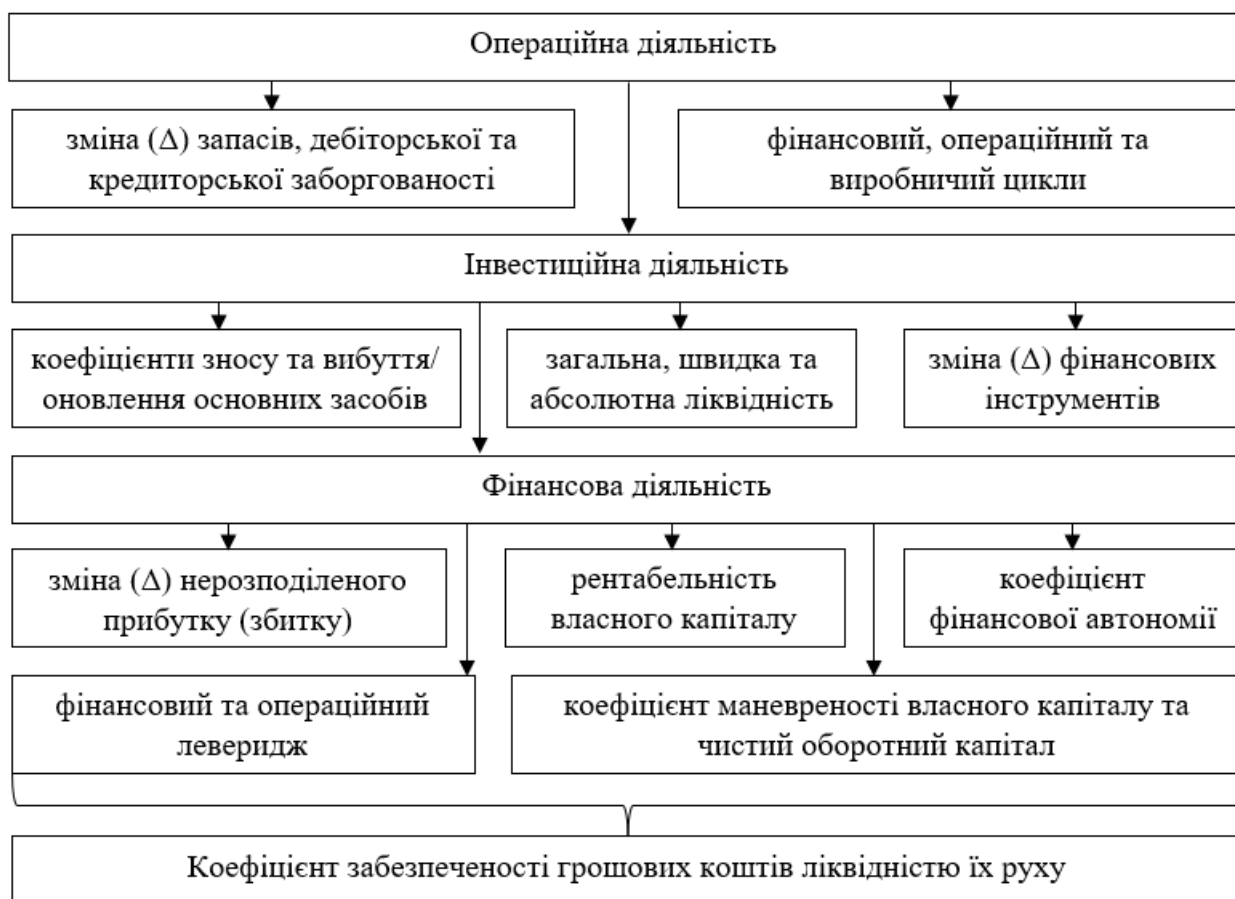 Операційна діяльність
зміна (Δ) запасів, дебіторської та
кредиторської заборгованості
фінансовий, операційний та
виробничий цикли
Інвестиційна діяльність
коефіцієнти зносу та вибуття/
оновлення основних засобів
загальна, швидка та
абсолютна ліквідність
зміна (Δ) фінансових
інструментів
Фінансова діяльність
зміна (Δ) нерозподіленого
прибутку (збитку)
рентабельність
власного капіталу
коефіцієнт
фінансової автономії
фінансовий та операційний
леверидж
коефіцієнт маневреності власного капіталу та
чистий оборотний капітал
Коефіцієнт забезпеченості грошових коштів ліквідністю їх руху